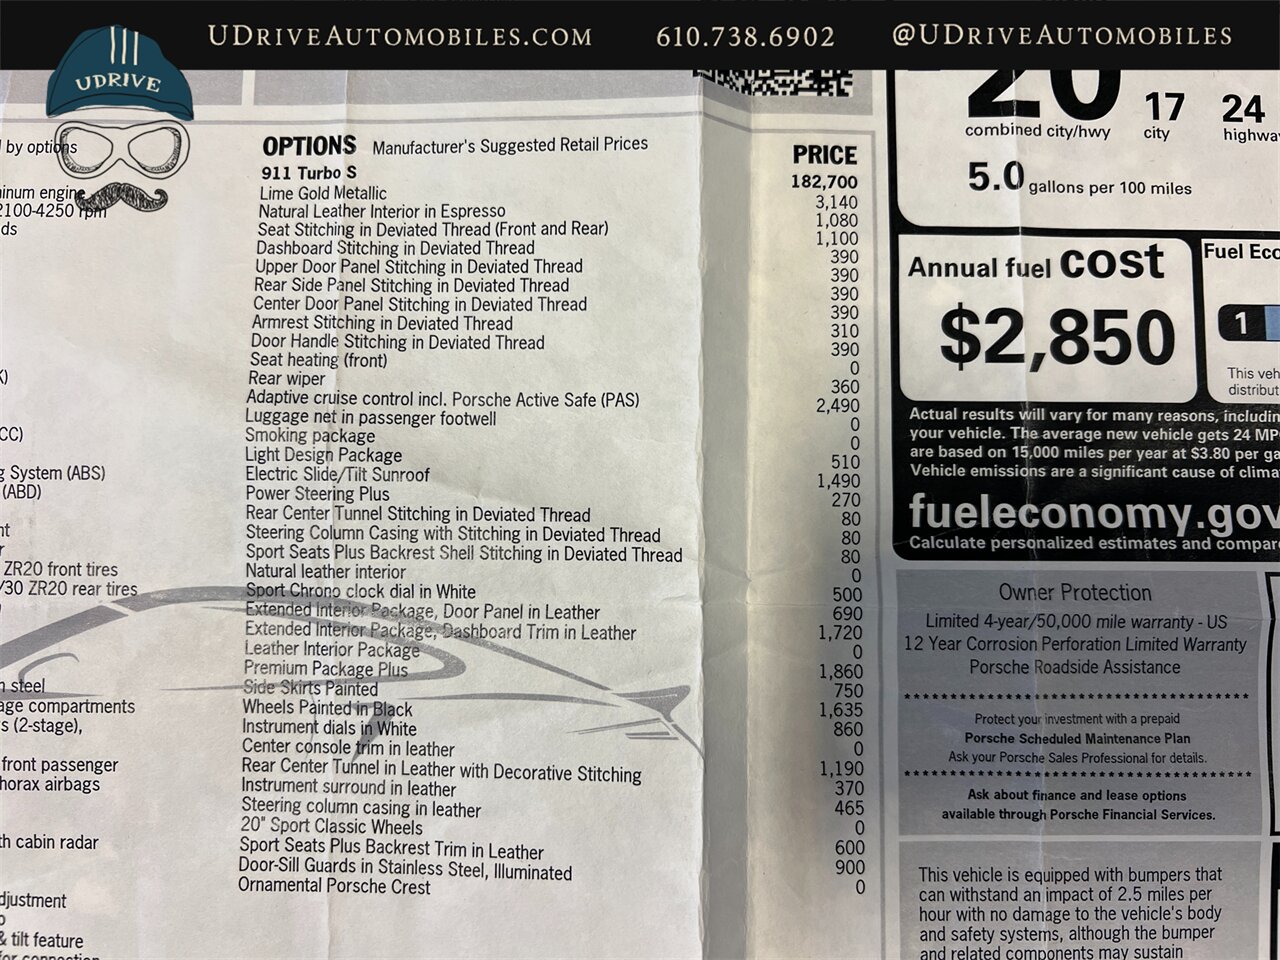 UDRIVEAUTOMOBILES.COM 610.738.6902 @UDRIVEAUTOMOBILES
UDRIVE
by options
ninum engine
2100-4250 rpm
ds
K)
CC)
g System (ABS)
(ABD)
nt
r
ZR20 front tires
/30 ZR20 rear tires
n steel
age compartments
s (2-stage),
front passenger
horax airbags
th cabin radar
djustment
o
& tilt feature
for connection
OPTIONS Manufacturer's Suggested Retail Prices PRICE
911 Turbo S 182,700
Lime Gold Metallic 3,140
Natural Leather Interior in Espresso 1,080
Seat Stitching in Deviated Thread (Front and Rear) 1,100
Dashboard Stitching in Deviated Thread 390
Upper Door Panel Stitching in Deviated Thread 390
Rear Side Panel Stitching in Deviated Thread 390
Center Door Panel Stitching in Deviated Thread 390
Armrest Stitching in Deviated Thread 310
Door Handle Stitching in Deviated Thread 390
Seat heating (front) 0
Rear wiper 360
Adaptive cruise control incl. Porsche Active Safe (PAS) 2,490
Luggage net in passenger footwell 0
Smoking package 0
Light Design Package 510
Electric Slide/Tilt Sunroof 1,490
Power Steering Plus 270
Rear Center Tunnel Stitching in Deviated Thread 80
Steering Column Casing with Stitching in Deviated Thread 80
Sport Seats Plus Backrest Shell Stitching in Deviated Thread 80
Natural leather interior 0
Sport Chrono clock dial in White 500
Extended Interior Package, Door Panel in Leather 690
Extended Interior Package, Dashboard Trim in Leather 1,720
Leather Interior Package 0
Premium Package Plus 1,860
Side Skirts Painted 750
Wheels Painted in Black 1,635
Instrument dials in White 860
Center console trim in leather 0
Rear Center Tunnel in Leather with Decorative Stitching 1,190
Instrument surround in leather 370
Steering column casing in leather 465
20" Sport Classic Wheels 0
Sport Seats Plus Backrest Trim in Leather 600
Door-Sill Guards in Stainless Steel, Illuminated 900
Ornamental Porsche Crest 0
20 17 24
combined city/hwy city highway
5.0 gallons per 100 miles
Annual fuel cost
$2,850
Fuel Eco
1
This veh
distribut
Actual results will vary for many reasons, includin
your vehicle. The average new vehicle gets 24 MP
are based on 15,000 miles per year at $3.80 per ga
Vehicle emissions are a significant cause of clima
fueleconomy.gov
Calculate personalized estimates and compar
Owner Protection
Limited 4-year/50,000 mile warranty - US
12 Year Corrosion Perforation Limited Warranty
Porsche Roadside Assistance
Protect your investment with a prepaid
Porsche Scheduled Maintenance Plan
Ask your Porsche Sales Professional for details.
Ask about finance and lease options
available through Porsche Financial Services.
This vehicle is equipped with bumpers that
can withstand an impact of 2.5 miles per
hour with no damage to the vehicle's body
and safety systems, although the bumper
and related components may sustain